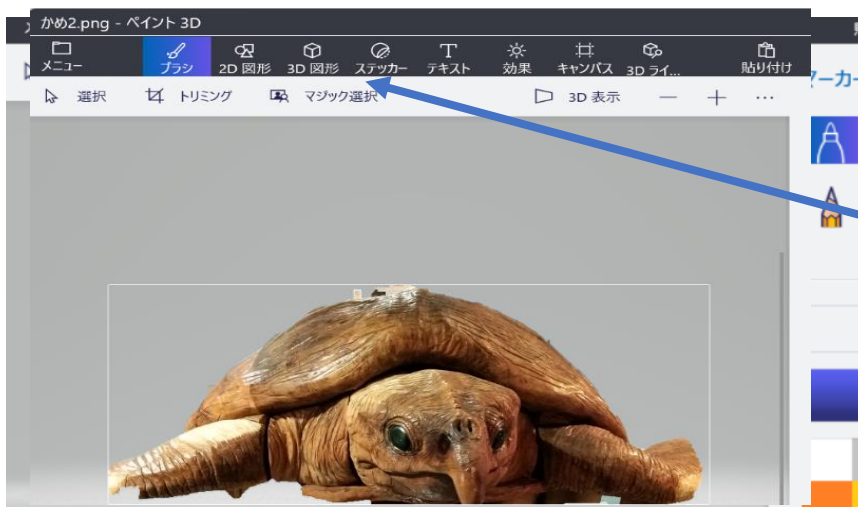 かめ2.png - ペイント 3D
メニュー ブラシ 2D 図形 3D 図形 ステッカー テキスト 効果 キャンバス 3D ライ... 貼り付け
選択 トリミング マジック選択 3D 表示
マーカー